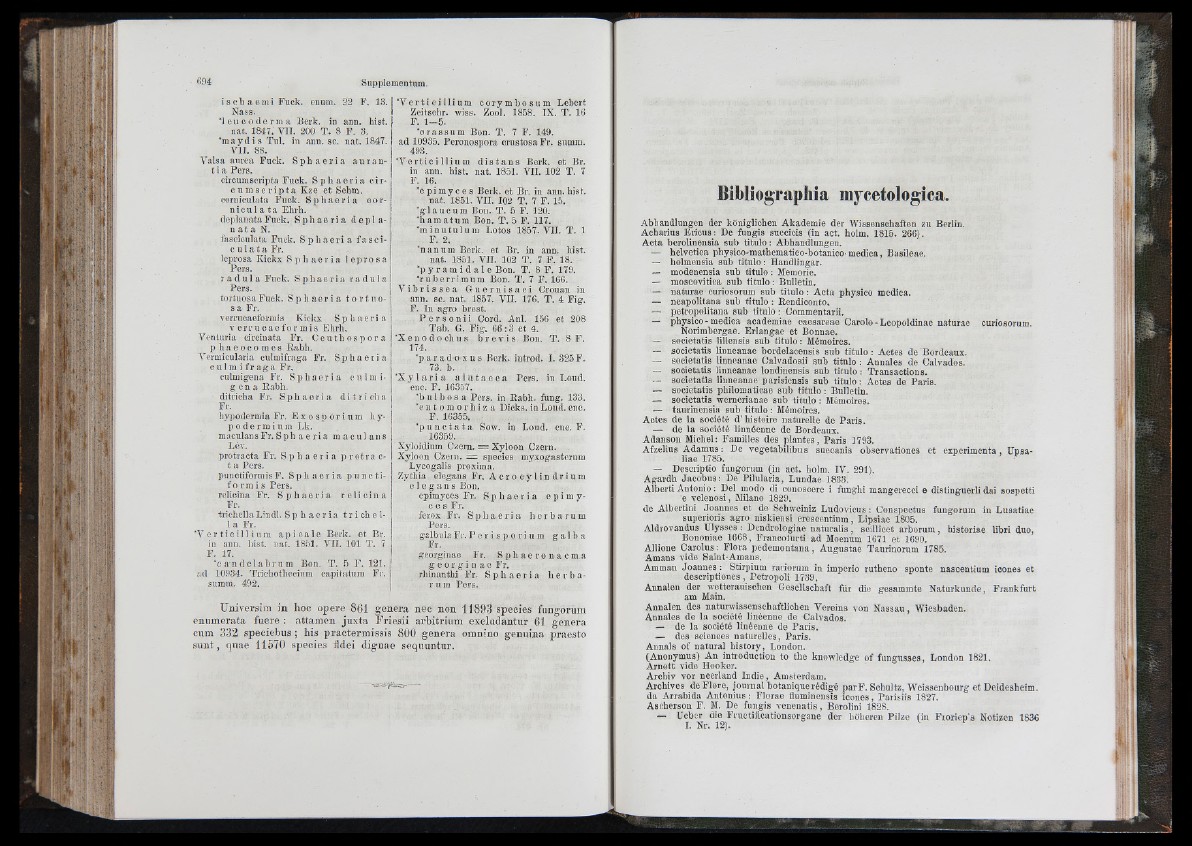 694 Supplementum.
ischaemi Fuck. enum. 22 F. 13.
Nass.
*leucoderma Berk. in ann. hist.
nat. 1847. VII. 200 T. 8 F. 3.
*maydis Tul. in ann. sc. nat. 1847.
VII. 88.
Valsa aurea Fuck. Sphaeria auran-
tia Pers.
circumscripta Fuck. Sphaeria cir-
cumscripta Kze et Schm.
corniculata Fuck. Sphaeria cor-
niculata Ehrh.
deplanata Fuck. Sphaeria depla-
nata N.
fasciculata Fuck. Sphaeria fasci-
culata Fr.
leprosa Kickx Sphaeria leprosa
Pers.
radula Fuck. Sphaeria radula
Pers.
tortuosa Fuck. Sphaeria tortuo-
sa Fr.
verrucaeformis Kickx Sphaeria
verrucaeformis Ehrh.
Venturia circinata Fr. Ceuthospora
phaeocomes Rabh.
Vermicularia culmifraga Fr. Sphaeria
culmifraga Fr.
culmigena Fr. Sphaeria culmi-
gena Rabh.
ditricha Fr. Sphaeria ditricha
Fr.
hypodermia Fr. Exosporium hy-
podermium Lk.
maculans Fr. Sphaeria maculans
Lév.
protracta Fr. Sphaeria protrac-
ta Pers.
punctiformis F. Sphaeria puncti-
formis Pers.
relicina Fr. Sphaeria relicina
Fr.
trichella Lindl. Sphaeria trichel-
la Fr.
*Verticillium apicale Berk. et Br.
in ann. hist. nat. 1851. VII. 101 T. 7
F. 17.
*candelabrum Bon. T. 5 F. 121.
ad 10934. Trichothecium capitatum Fr.
summ. 492.
*Verticillium corymbosum Lebert
Zeitschr. wiss. Zool. 1858. IX. T. 16
F. 1—5.
*crassum Bon. T. 7 F. 149.
ad 10935. Peronospora crustosa Fr. summ.
493.
*Verticillium distans Berk. et Br.
in ann. hist. nat. 1851. VII. 102 T. 7
F. 16.
*epimyces Berk. et Br. in ann. hist.
nat. 1851. VII. 102 T. 7 F. 15.
*glaucum Bon. T. 5 F. 120.
*hamatum Bon. T. 5 F. 117.
*minutulum Lotos 1857. VII. T. 1
F. 2.
*nanum Berk. et Br. in ann. hist.
nat. 1851. VII. 102 T. 7 F. 18.
*pyramidale Bon. T. 8 F. 179.
*ruberrimum Bon. T. 7 F. 166.
Vibrissea Guernisaci Crouan in
ann. sc. nat. 1857. VII. 176. T. 4 Fig.
F. In agro brest.
Personii Cord. Anl. 156 et 208
Tab. G. Fig. 66:3 et 4.
*Xenodochus brevis Bon. T. 8 F.
174.
*paradoxus Berk. introd. I. 325 F.
73. b.
*Xylaria alutacea Pers. in Loud.
enc. F. 16357.
*bulbosa Pers. in Rabh. fung. 133.
*entomorhiza Dicks. in Loud. enc.
F. 16355.
*punctata Sow. in Loud. enc. F.
16359.
Xyloidium Czern. = Xyloon Czern.
Xyloon Czern. = species myxogastrum
Lycogalis proxima.
Zythia elegans Fr. Acrocylindrium
elegans Bon.
epimyces Fr. Sphaeria epimy-
ces Fr.
ferox Fr. Sphaeria herbarum
Pers.
galbula Fr. Perisporium galba
Fr.
georginae Fr. Sphaeronaema
georginae Fr.
rhinanthi Fr. Sphaeria herba-
rum Pers.
Universim in hoc opere 861 genera nec non 11893 species fungorum
enumerata fuere : attamen juxta Friesii arbitrium excludantur 61 genera
cum 332 speciebus; his practermissis 800 genera omnino genuina praesto
sunt, quae 11570 species fidei dignae sequuntur.
Bibliographia mycetologica.
Abhandlungen der königlichen Akademie der Wissenschaften zu Berlin.
Acharius Ericus: De fungis suecicis (in act. holm. 1815. 266).
Acta berolinensia sub titulo: Abhandlungen.
— helvetica physico-mathematico-botanico-medica, Basileae.
— holmensia sub titulo: Handlingar.
— modenensia sub titulo: Memorie.
— moscovitica sub titulo: Bulletin.
— naturae curiosorum sub titulo: Acta physico medica.
— neapolitana sub titulo: Rendiconto.
— petropolitana sub titulo: Commentarii.
— physico-medica academiae caesareae Carolo-Leopoldinae naturae curiosorum.
Norimbergae. Erlangae et Bonnae.
— societatis lilensis sub titulo: Mémoires.
— societatis linneanae bordelacensis sub titulo: Actes de Bordeaux.
— societatis linneanae Calvadosii sub titulo: Annales de Calvados.
— societatis linneanae londinensis sub titulo: Transactions.
— societatis linneanae parisiensis sub titulo: Actes de Paris.
— societatis philomaticae sub titulo: Bulletin.
— societatis wernerianae sub titulo: Mémoires.
— taurinensia sub titulo: Mémoires.
Actes de la société d'histoire naturelle de Paris.
— de la société linnéenne de Bordeaux.
Adanson Michel: Familles des plantes, Paris 1793.
Afzelius Adamus: De vegetabilibus suecanis observationes et experimenta, Upsa-
liae 1785.
— Descriptio fungorum (in act. holm. IV. 291).
Agardh Jacobus: De Pilularia, Lundae 1833.
Alberti Antonio: Del modo di conoscere i funghi mangerecci e distinguerli dai sospetti
e velenosi, Milano 1829.
de Albertini Joannes et de Schweiniz Ludovicus: Conspectus fungorum in Lusatiae
superioris agro niskiensi crescentium, Lipsiae 1805.
Aldrovandus Ulysses: Dendrologiae naturalis, scillicet arborum, historiae libri duo,
Bononiae 1668, Francofurti ad Moenum 1671 et 1690.
Allione Carolus: Flora pedemontana, Augustae Taurinorum 1785.
Amans vide Saint-Amans.
Amman Joannes: Stirpium rariorum in imperio rutheno sponte nascentium icones et
descriptiones, Petropoli 1739.
Annalen der wetterauischen Gesellschaft für die gesammte Naturkunde, Frankfurt
am Main.
Annalen des naturwissenschaftlichen Vereins von Nassau, Wiesbaden.
Annales de la société linéenne de Calvados.
— de la société linéenne de Paris.
— des sciences naturelles, Paris.
Annals of natural history, London.
(Anonymus) An introduction to the knowledge of fungusses, London 1821.
Arnott vide Hooker.
Archiv vor neerland Indie, Amsterdam.
Archives de Flore, journal botanique rédigé par F. Schultz, Weissenbourg et Deidesheim.
da Arrabida Antonius: Florae fluminensis icones, Parisiis 1827.
Ascherson F. M. De fungis venenatis, Berolini 1828.
— Ueber die Fructificationsorgane der höheren Pilze (in Froriep's Notizen 1836
I. Nr. 12).